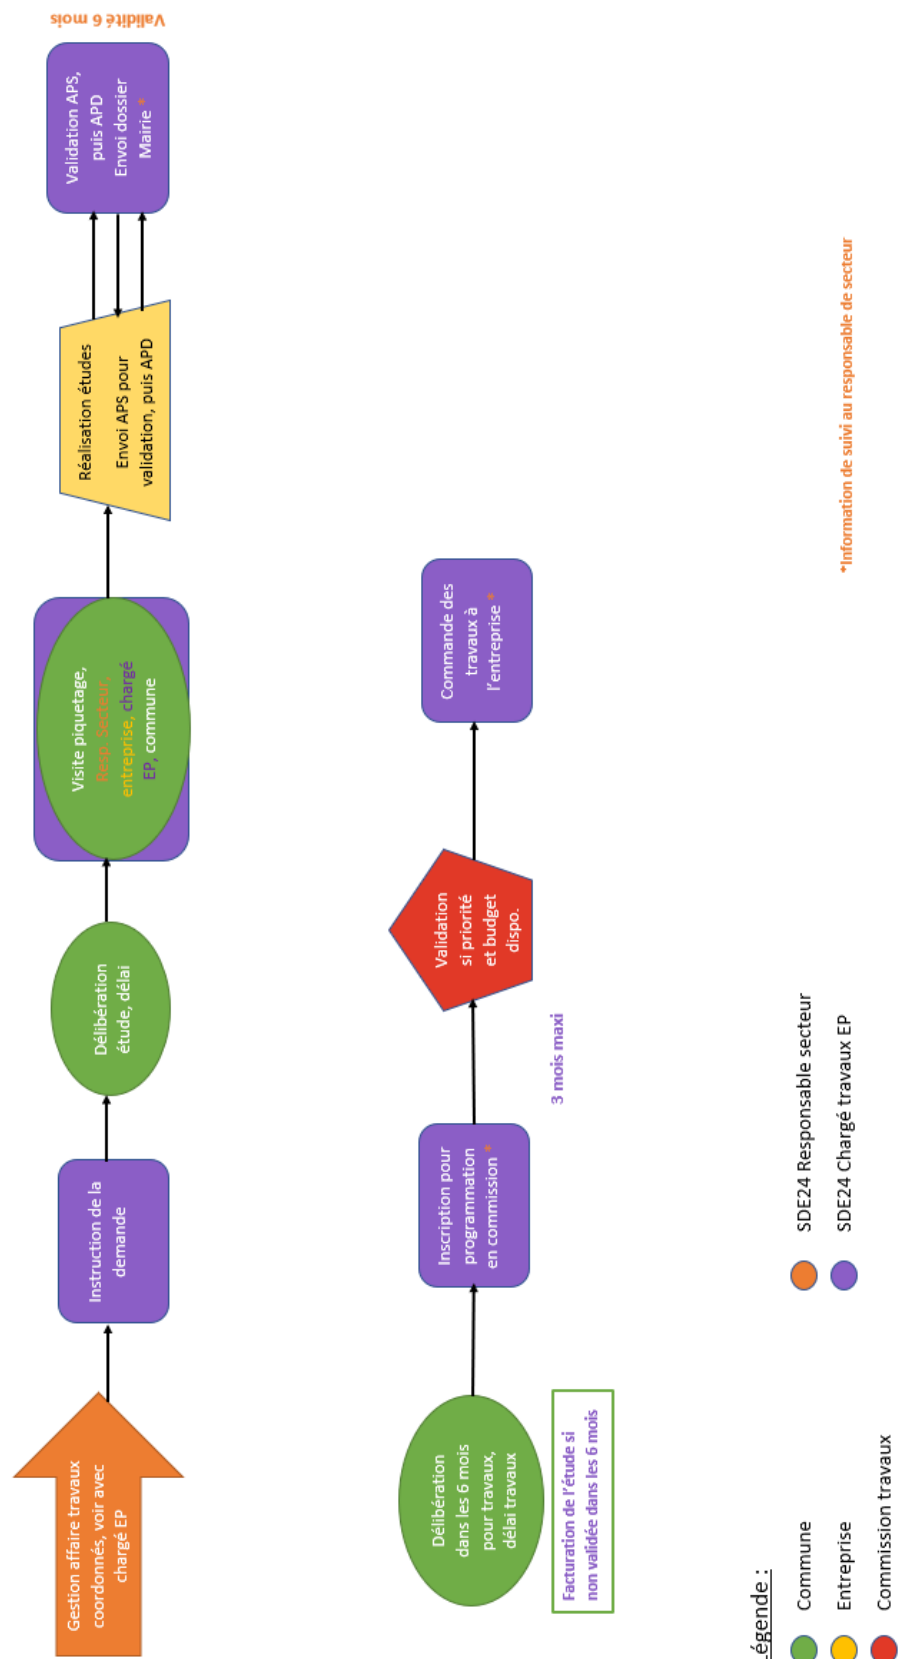 Gestion affaire travaux
coordonnés, voir avec
chargé EP
Instruction de la
demande
Délibération
étude, délai
Visite piquetage,
Resp. Secteur,
entreprise, chargé
EP, commune
Réalisation études
Envoi APS pour
validation, puis APD
Validation APS,
puis APD
Envoi dossier
Mairie *
Validité 6 mois
Délibération
dans les 6 mois
pour travaux,
délai travaux
Facturation de l'étude si
non validée dans les 6 mois
Inscription pour
programmation
en commission *
3 mois maxi
Validation
si priorité
et budget
dispo.
Commande des
travaux à
l'entreprise *
*Information de suivi au responsable de secteur
égende :
Commune
Entreprise
Commission travaux
SDE24 Responsable secteur
SDE24 Chargé travaux EP